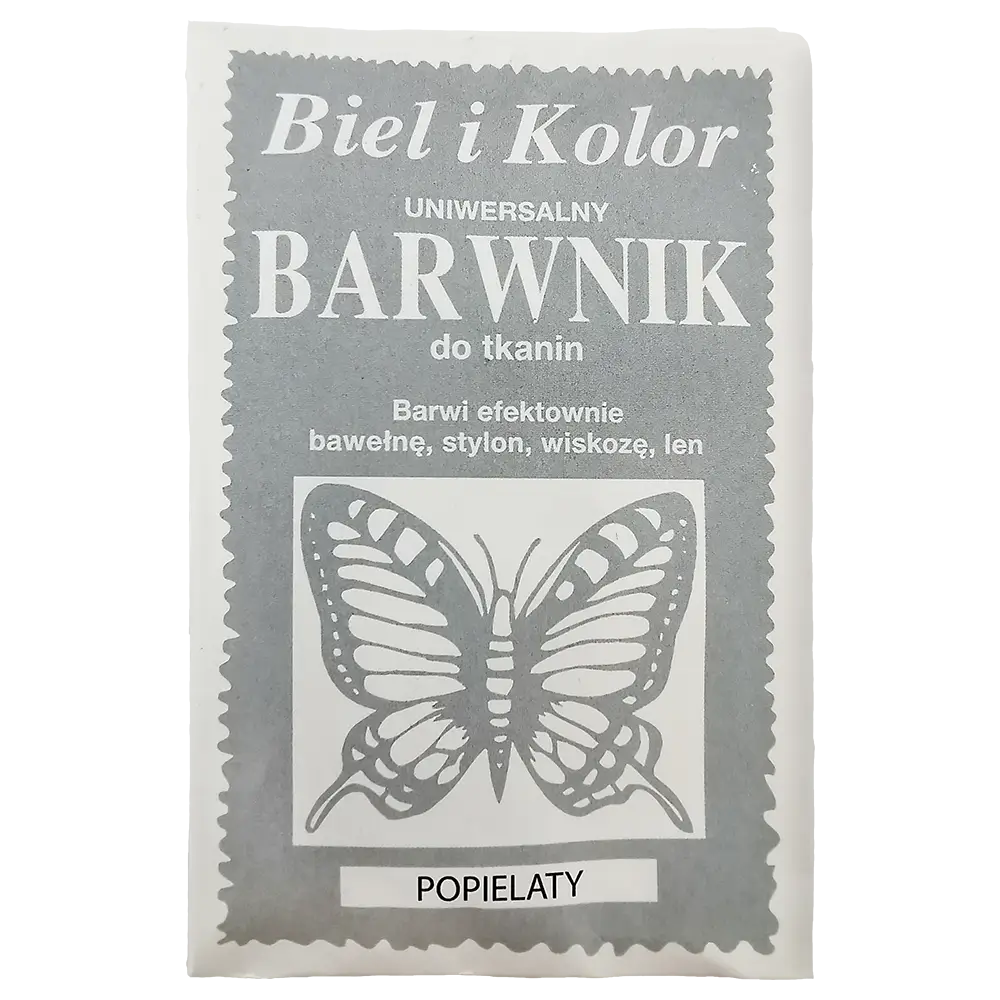 Biel i Kolor
UNIWERSALNY
BARWNIK
do tkanin
Barwi efektownie
bawełnę, stylon, wiskozę, len
POPIELATY